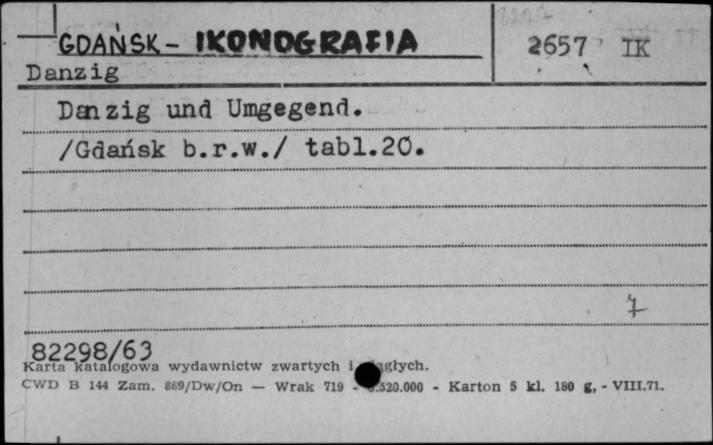 GDAŃSK - IKONOGRAFIA
2657 IK
Danzig
Danzig und Umgegend.
/Gdańsk b.r.w./ tabl.20.
7
82298/63
Karta katalogowa wydawnictw zwartych i
CWD B 144 Zam. 869/Dw/On — Wrak 719 - .520.000 - Karton 5 kl. 180 g, - VIII.71.